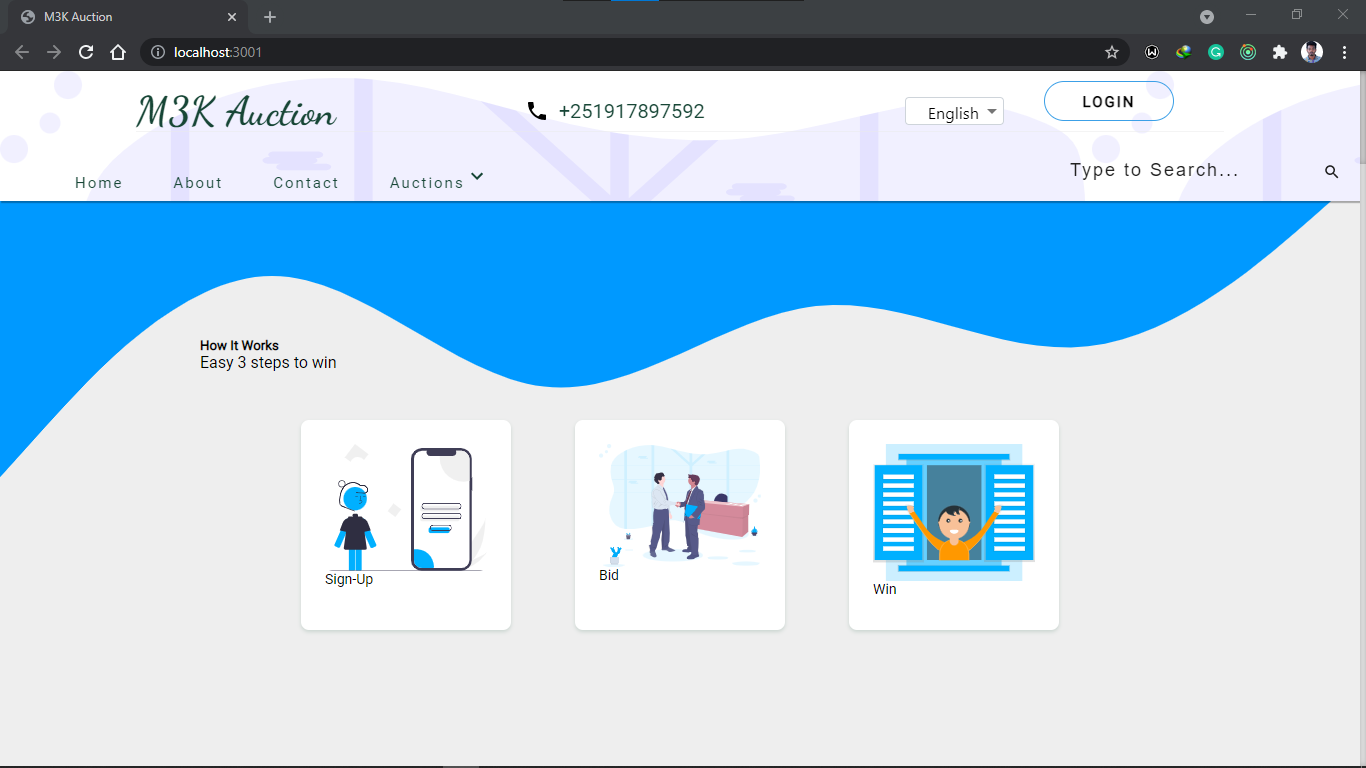 M3K Auction
localhost:3001
M3K Auction
+251917897592
English
LOGIN
Home
About
Contact
Auctions
Type to Search...
How It Works
Easy 3 steps to win
Sign-Up
Bid
Win